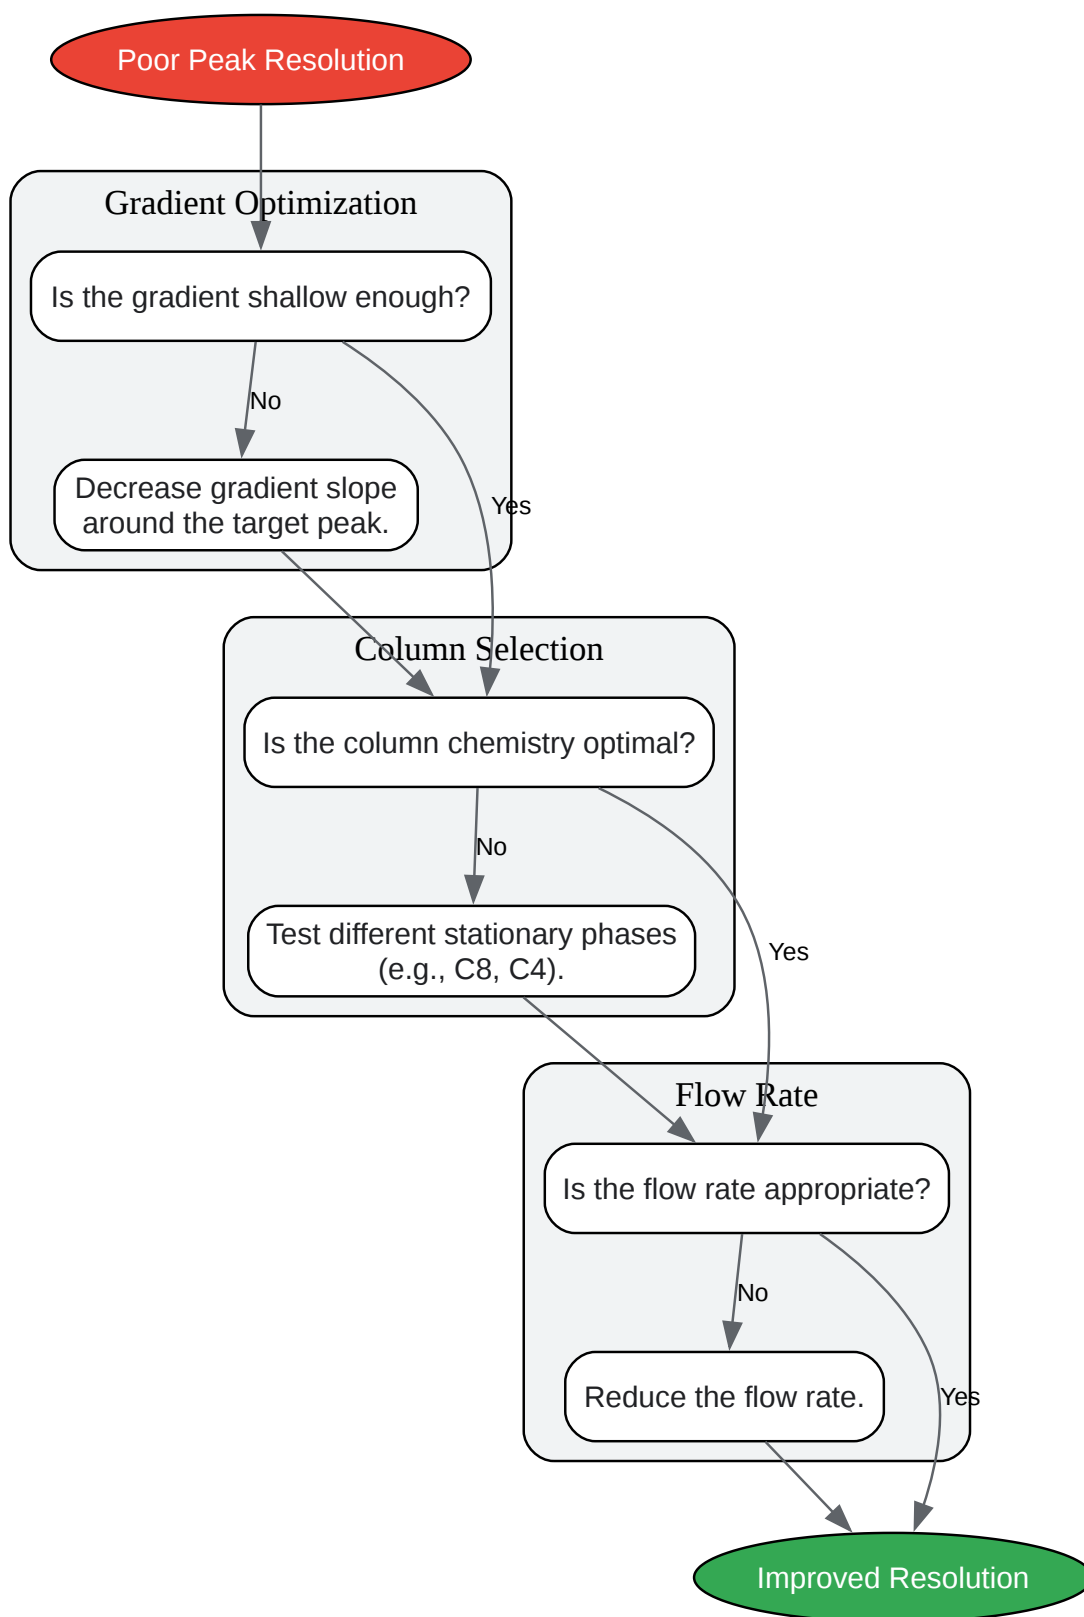 Poor Peak Resolution
Gradient Optimization
Is the gradient shallow enough?
No
Decrease gradient slope
around the target peak.
Yes
Column Selection
Is the column chemistry optimal?
No
Test different stationary phases
(e.g., C8, C4).
Yes
Flow Rate
Is the flow rate appropriate?
No
Reduce the flow rate.
Yes
Improved Resolution